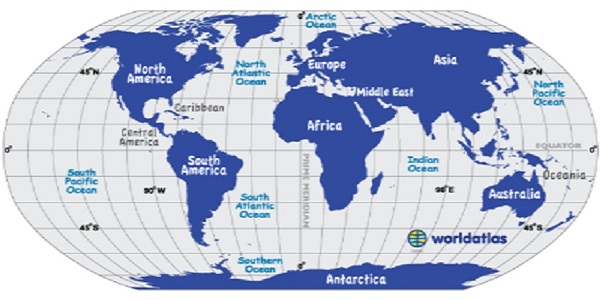 0°
Arctic
Ocean
Asia
Europe
North
America
North
Atlantic
Ocean
45°N
45°N
North
Pacific
Ocean
Middle East
Caribbean
Africa
Central
America
EQUATOR
0°
0°
South
America
Indian
Ocean
Oceania
South
Pacific
Ocean
90°W
PRIME MERIDIAN
90°E
Australia
South
Atlantic
Ocean
45°S
45°S
worldatlas
Southern
Ocean
0°
Antarctica